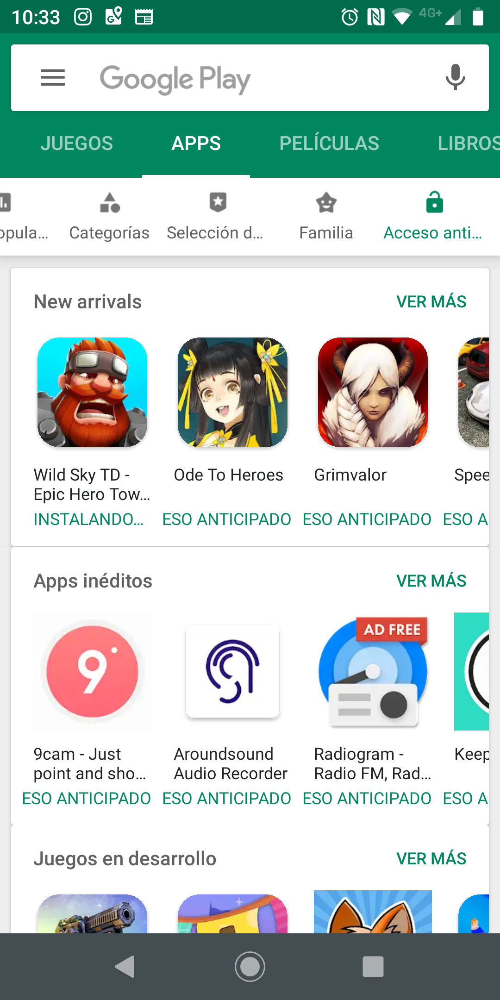 10:33 4G+
Google Play
JUEGOS APPS PELÍCULAS LIBROS
opula... Categorías Selección d... Familia Acceso anti...
New arrivals VER MÁS
Wild Sky TD - Ode To Heroes Grimvalor Spee
Epic Hero Tow...
INSTALANDO... ESO ANTICIPADO ESO ANTICIPADO ESO A
Apps inéditos VER MÁS
9
AD FREE
9cam - Just Aroundsound Radiogram - Keep
point and sho... Audio Recorder Radio FM, Rad...
ESO ANTICIPADO ESO ANTICIPADO ESO ANTICIPADO ESO A
Juegos en desarrollo VER MÁS